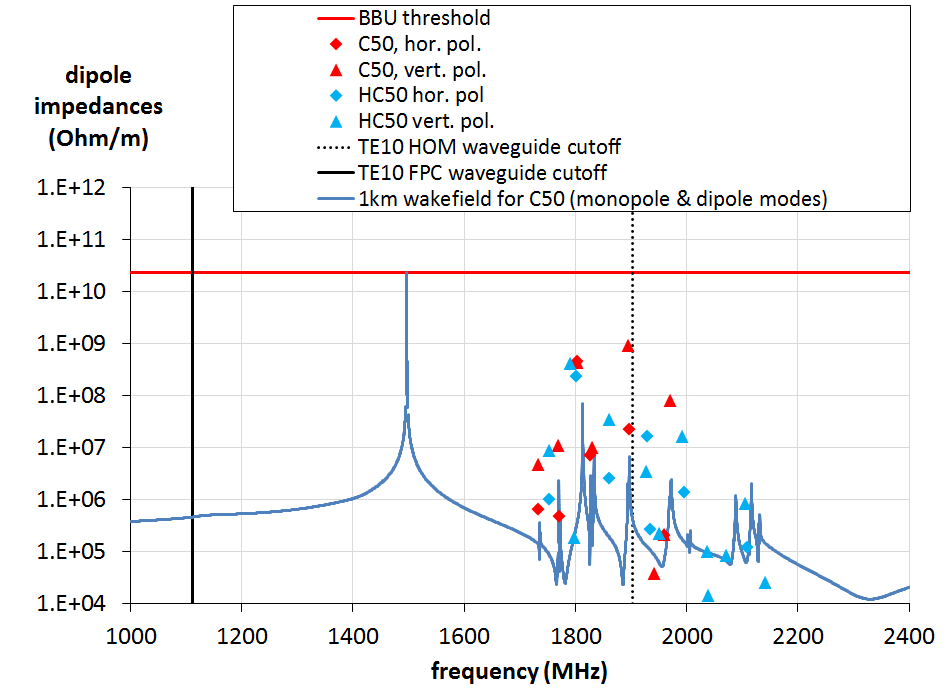 BBU threshold
C50, hor. pol.
C50, vert. pol.
HC50 hor. pol
HC50 vert. pol.
TE10 HOM waveguide cutoff
TE10 FPC waveguide cutoff
1km wakefield for C50 (monopole & dipole modes)
dipole
impedances
(Ohm/m)
1.E+12
1.E+11
1.E+10
1.E+09
1.E+08
1.E+07
1.E+06
1.E+05
1.E+04
1000 1200 1400 1600 1800 2000 2200 2400
frequency (MHz)